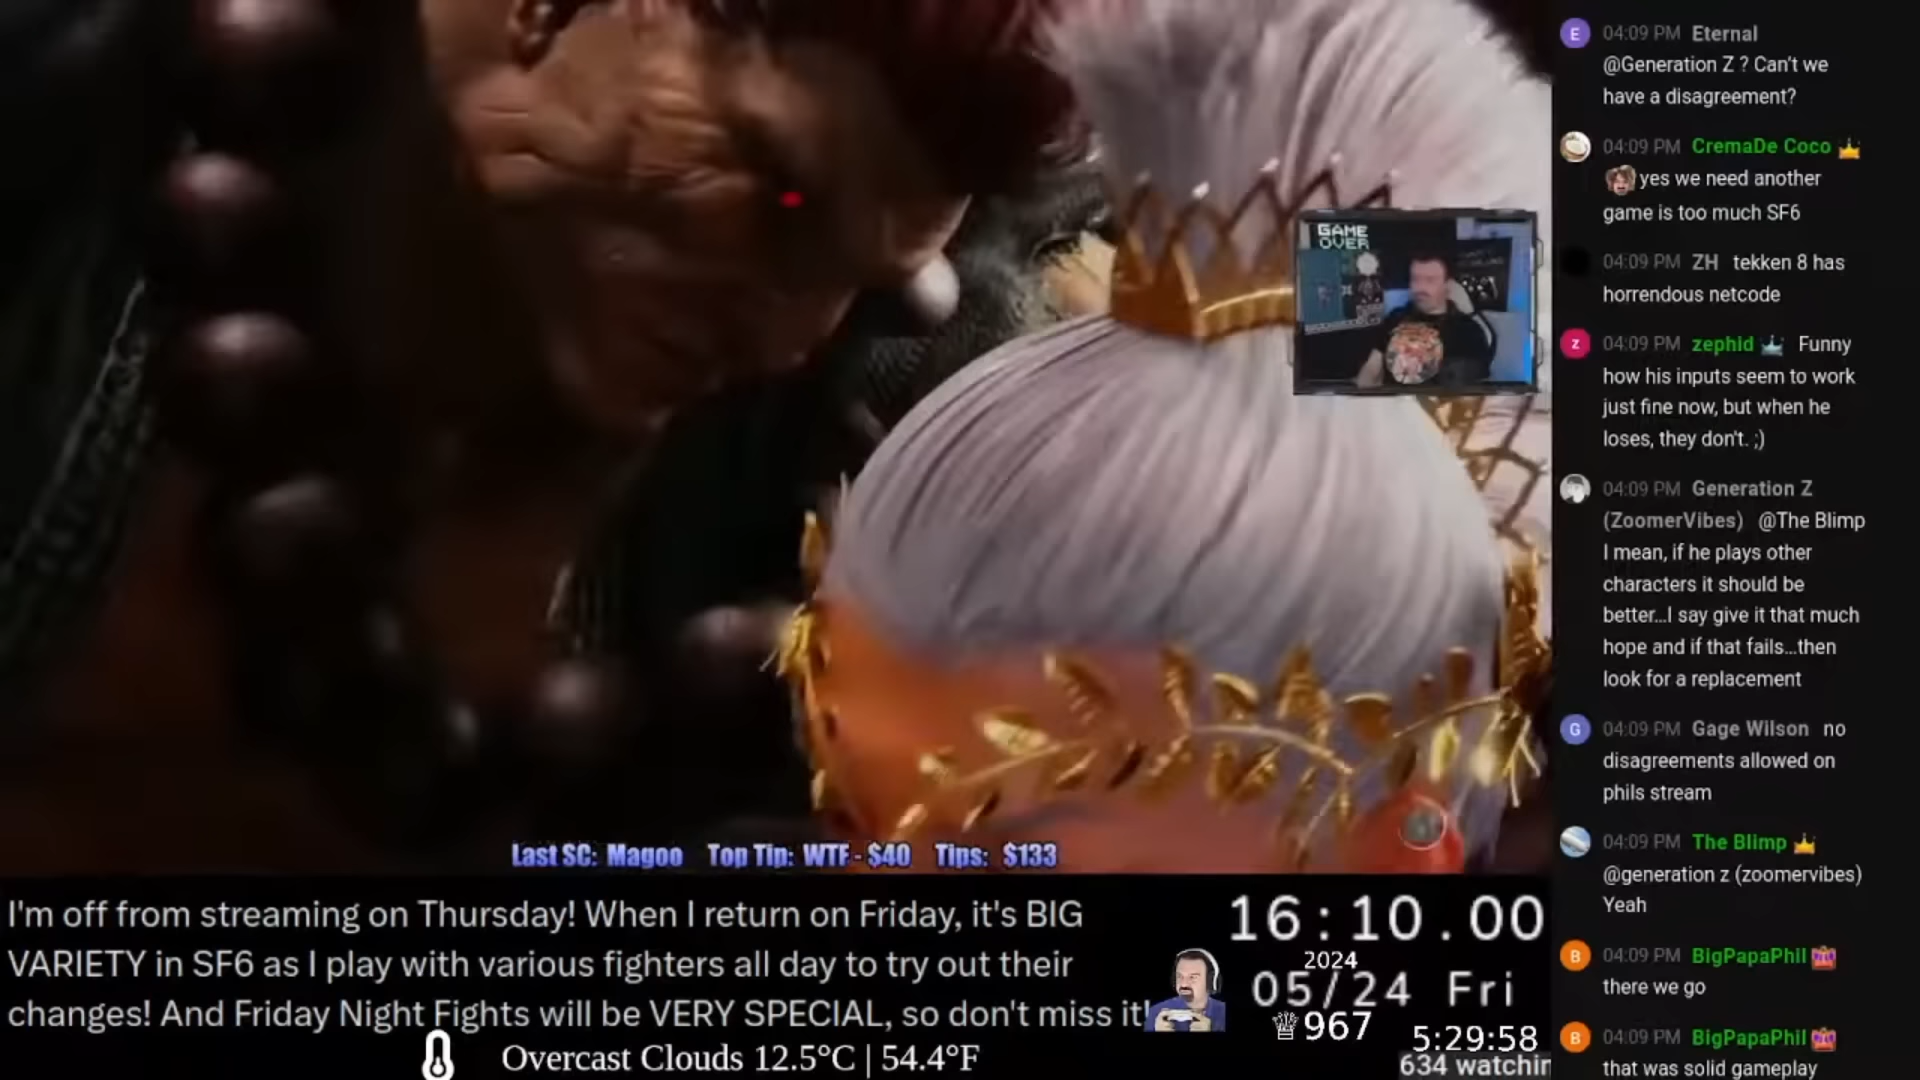 GAME
OVER
Last SC: Magoo Top Tip: WTF - $40 Tips: $133
I'm off from streaming on Thursday! When I return on Friday, it's BIG
VARIETY in SF6 as I play with various fighters all day to try out their
changes! And Friday Night Fights will be VERY SPECIAL, so don't miss it!
Overcast Clouds 12.5°C | 54.4°F
16:10.00
2024
05/24 Fri
967
5:29:58
634 watchin
E 04:09 PM Eternal
@Generation Z ? Can't we
have a disagreement?
04:09 PM CremaDe Coco
yes we need another
game is too much SF6
04:09 PM ZH tekken 8 has
horrendous netcode
z 04:09 PM zephid Funny
how his inputs seem to work
just fine now, but when he
loses, they don't. ;)
04:09 PM Generation Z
(ZoomerVibes) @The Blimp
I mean, if he plays other
characters it should be
better...I say give it that much
hope and if that fails...then
look for a replacement
G 04:09 PM Gage Wilson no
disagreements allowed on
phils stream
04:09 PM The Blimp
@generation z (zoomervibes)
Yeah
B 04:09 PM BigPapaPhil
there we go
B 04:09 PM BigPapaPhil
that was solid gameplay